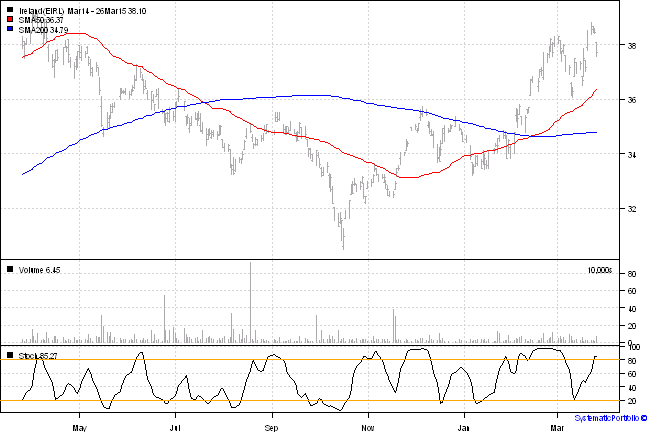 Ireland(EIRL) Mar14 - 26Mar15 38.10
SMA50 36.37
SMA200 34.79
38
36
34
32
Volume 6.45
10,000s
80
60
40
20
0
Stoch 85.27
100
80
60
40
20
May
Jul
Sep
Nov
Jan
Mar
SystematicPortfolio ©